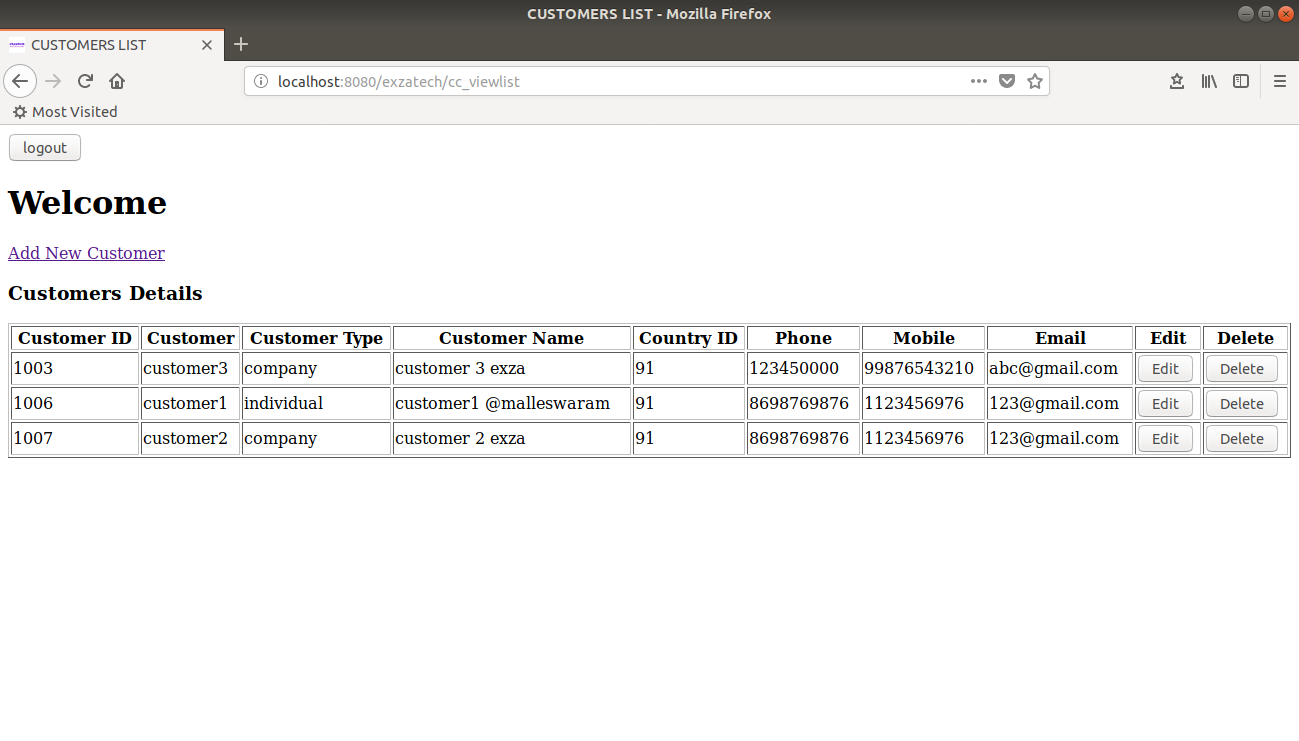 CUSTOMERS LIST - Mozilla Firefox
CUSTOMERS LIST
localhost:8080/exzatech/cc_viewlist
Most Visited
logout
Welcome
Add New Customer
Customers Details
Customer ID Customer Customer Type Customer Name Country ID Phone Mobile Email Edit Delete
1003 customer3 company customer 3 exza 91 123450000 99876543210 abc@gmail.com Edit Delete
1006 customer1 individual customer1 @malleswaram 91 8698769876 1123456976 123@gmail.com Edit Delete
1007 customer2 company customer 2 exza 91 8698769876 1123456976 123@gmail.com Edit Delete